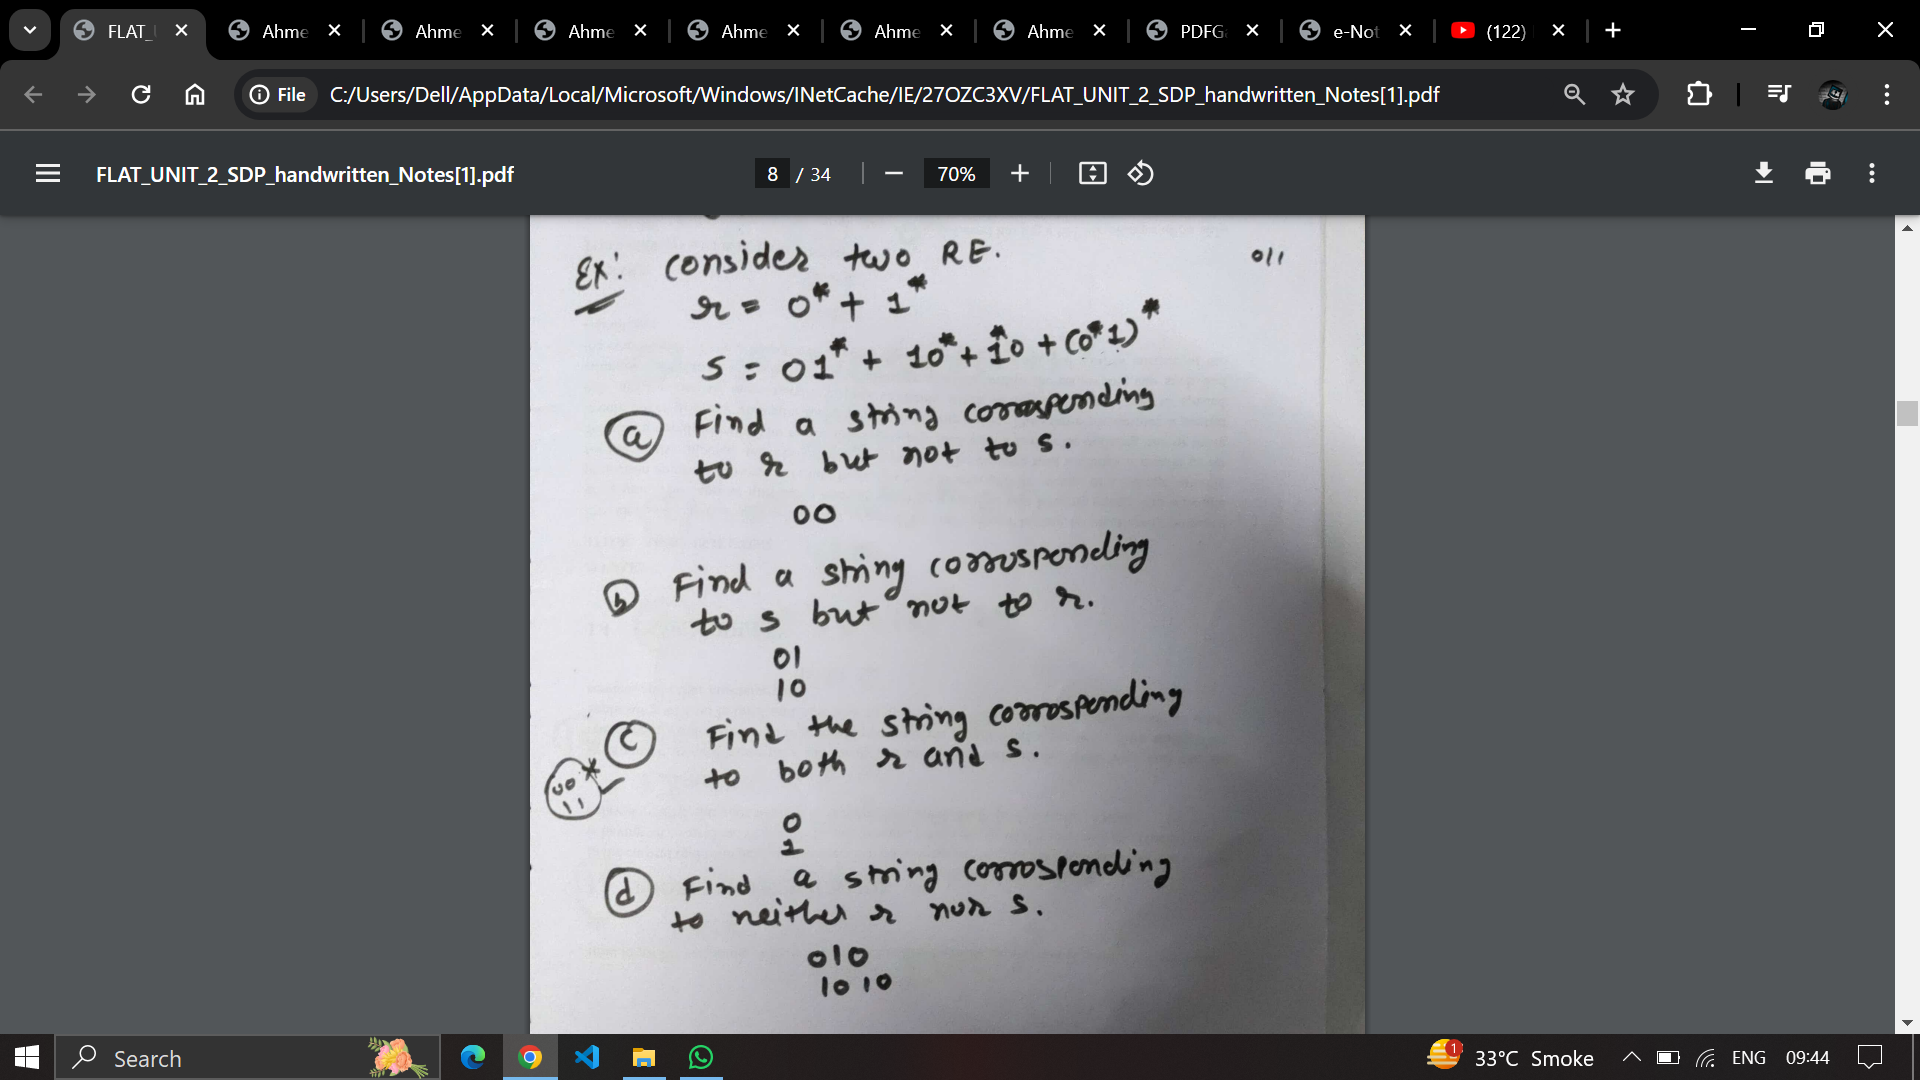 FLAT_
Ahme
Ahme
Ahme
Ahme
Ahme
Ahme
PDFG
e-Not
(122)
File
C:/Users/Dell/AppData/Local/Microsoft/Windows/INetCache/IE/27OZC3XV/FLAT_UNIT_2_SDP_handwritten_Notes[1].pdf
FLAT_UNIT_2_SDP_handwritten_Notes[1].pdf
8 / 34
70%
Ex: Consider two RE. 011
r = 0* + 1*
S = 01* + 10* + 1*0 + (0*1)*
(a) Find a string corresponding
to r but not to s.
00
(b) Find a string corrosponding
to s but not to r.
01
10
(c) Find the string corrosponding
to both r and s.
0
1
(d) Find a string corrosponding
to neither r nor s.
010
1010
Search
1
33°C Smoke
ENG
09:44